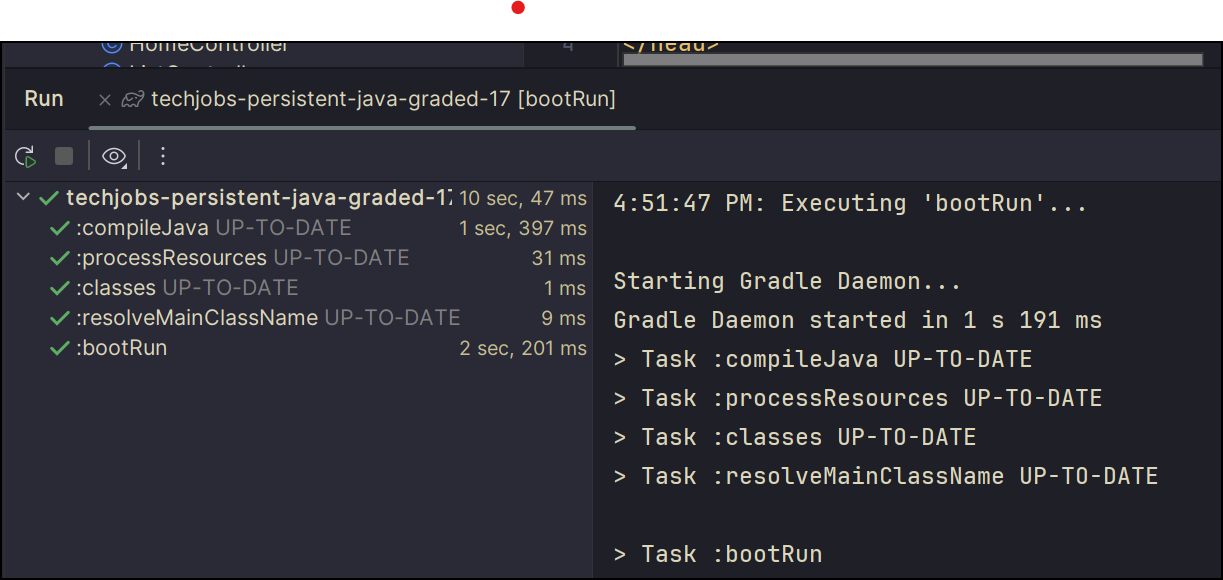 HomeController
4
</head>
Run
techjobs-persistent-java-graded-17 [bootRun]
techjobs-persistent-java-graded-17 10 sec, 47 ms
:compileJava UP-TO-DATE 1 sec, 397 ms
:processResources UP-TO-DATE 31 ms
:classes UP-TO-DATE 1 ms
:resolveMainClassName UP-TO-DATE 9 ms
:bootRun 2 sec, 201 ms
4:51:47 PM: Executing 'bootRun'...
Starting Gradle Daemon...
Gradle Daemon started in 1 s 191 ms
> Task :compileJava UP-TO-DATE
> Task :processResources UP-TO-DATE
> Task :classes UP-TO-DATE
> Task :resolveMainClassName UP-TO-DATE
> Task :bootRun